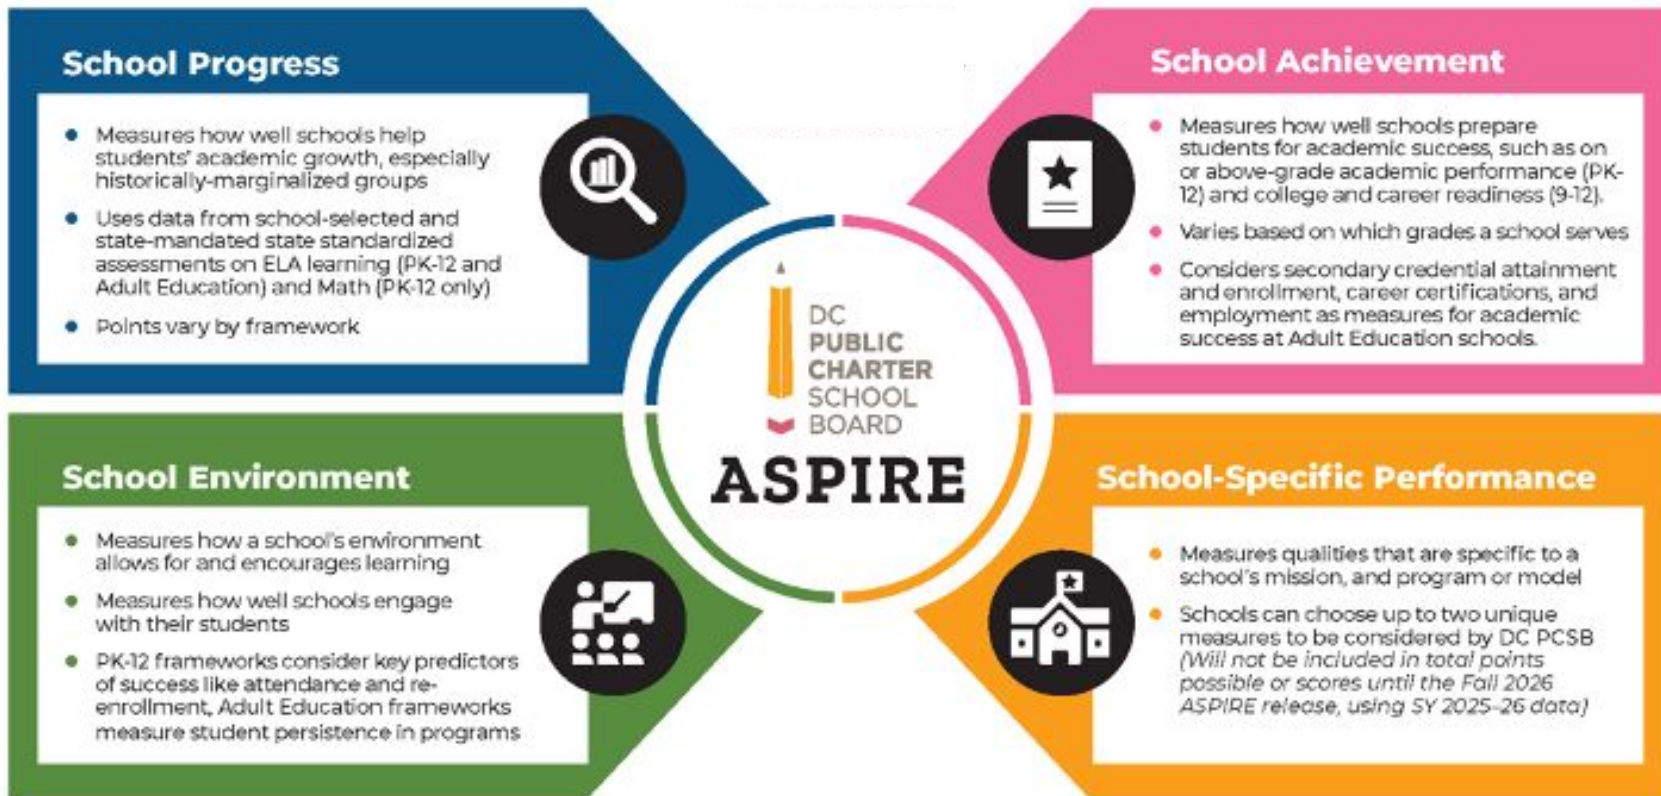 School Progress
Measures how well schools help
students' academic growth, especially
historically-marginalized groups
Uses data from school-selected and
state-mandated state standardized
assessments on ELA learning (PK-12 and
Adult Education) and Math (PK-12 only)
Points vary by framework
School Achievement
Measures how well schools prepare
students for academic success, such as on
or above-grade academic performance (PK-
12) and college and career readiness (9-12).
Varies based on which grades a school serves
Considers secondary credential attainment
and enrollment, career certifications, and
employment as measures for academic
success at Adult Education schools.
DC
PUBLIC
CHARTER
SCHOOL
BOARD
ASPIRE
School Environment
Measures how a school's environment
allows for and encourages learning
Measures how well schools engage
with their students
PK-12 frameworks consider key predictors
of success like attendance and re-
enrollment, Adult Education frameworks
measure student persistence in programs
School-Specific Performance
Measures qualities that are specific to a
school's mission, and program or model
Schools can choose up to two unique
measures to be considered by DC PCSB
(Will not be included in total points
possible or scores until the Fall 2026
ASPIRE release, using SY 2025-26 data)